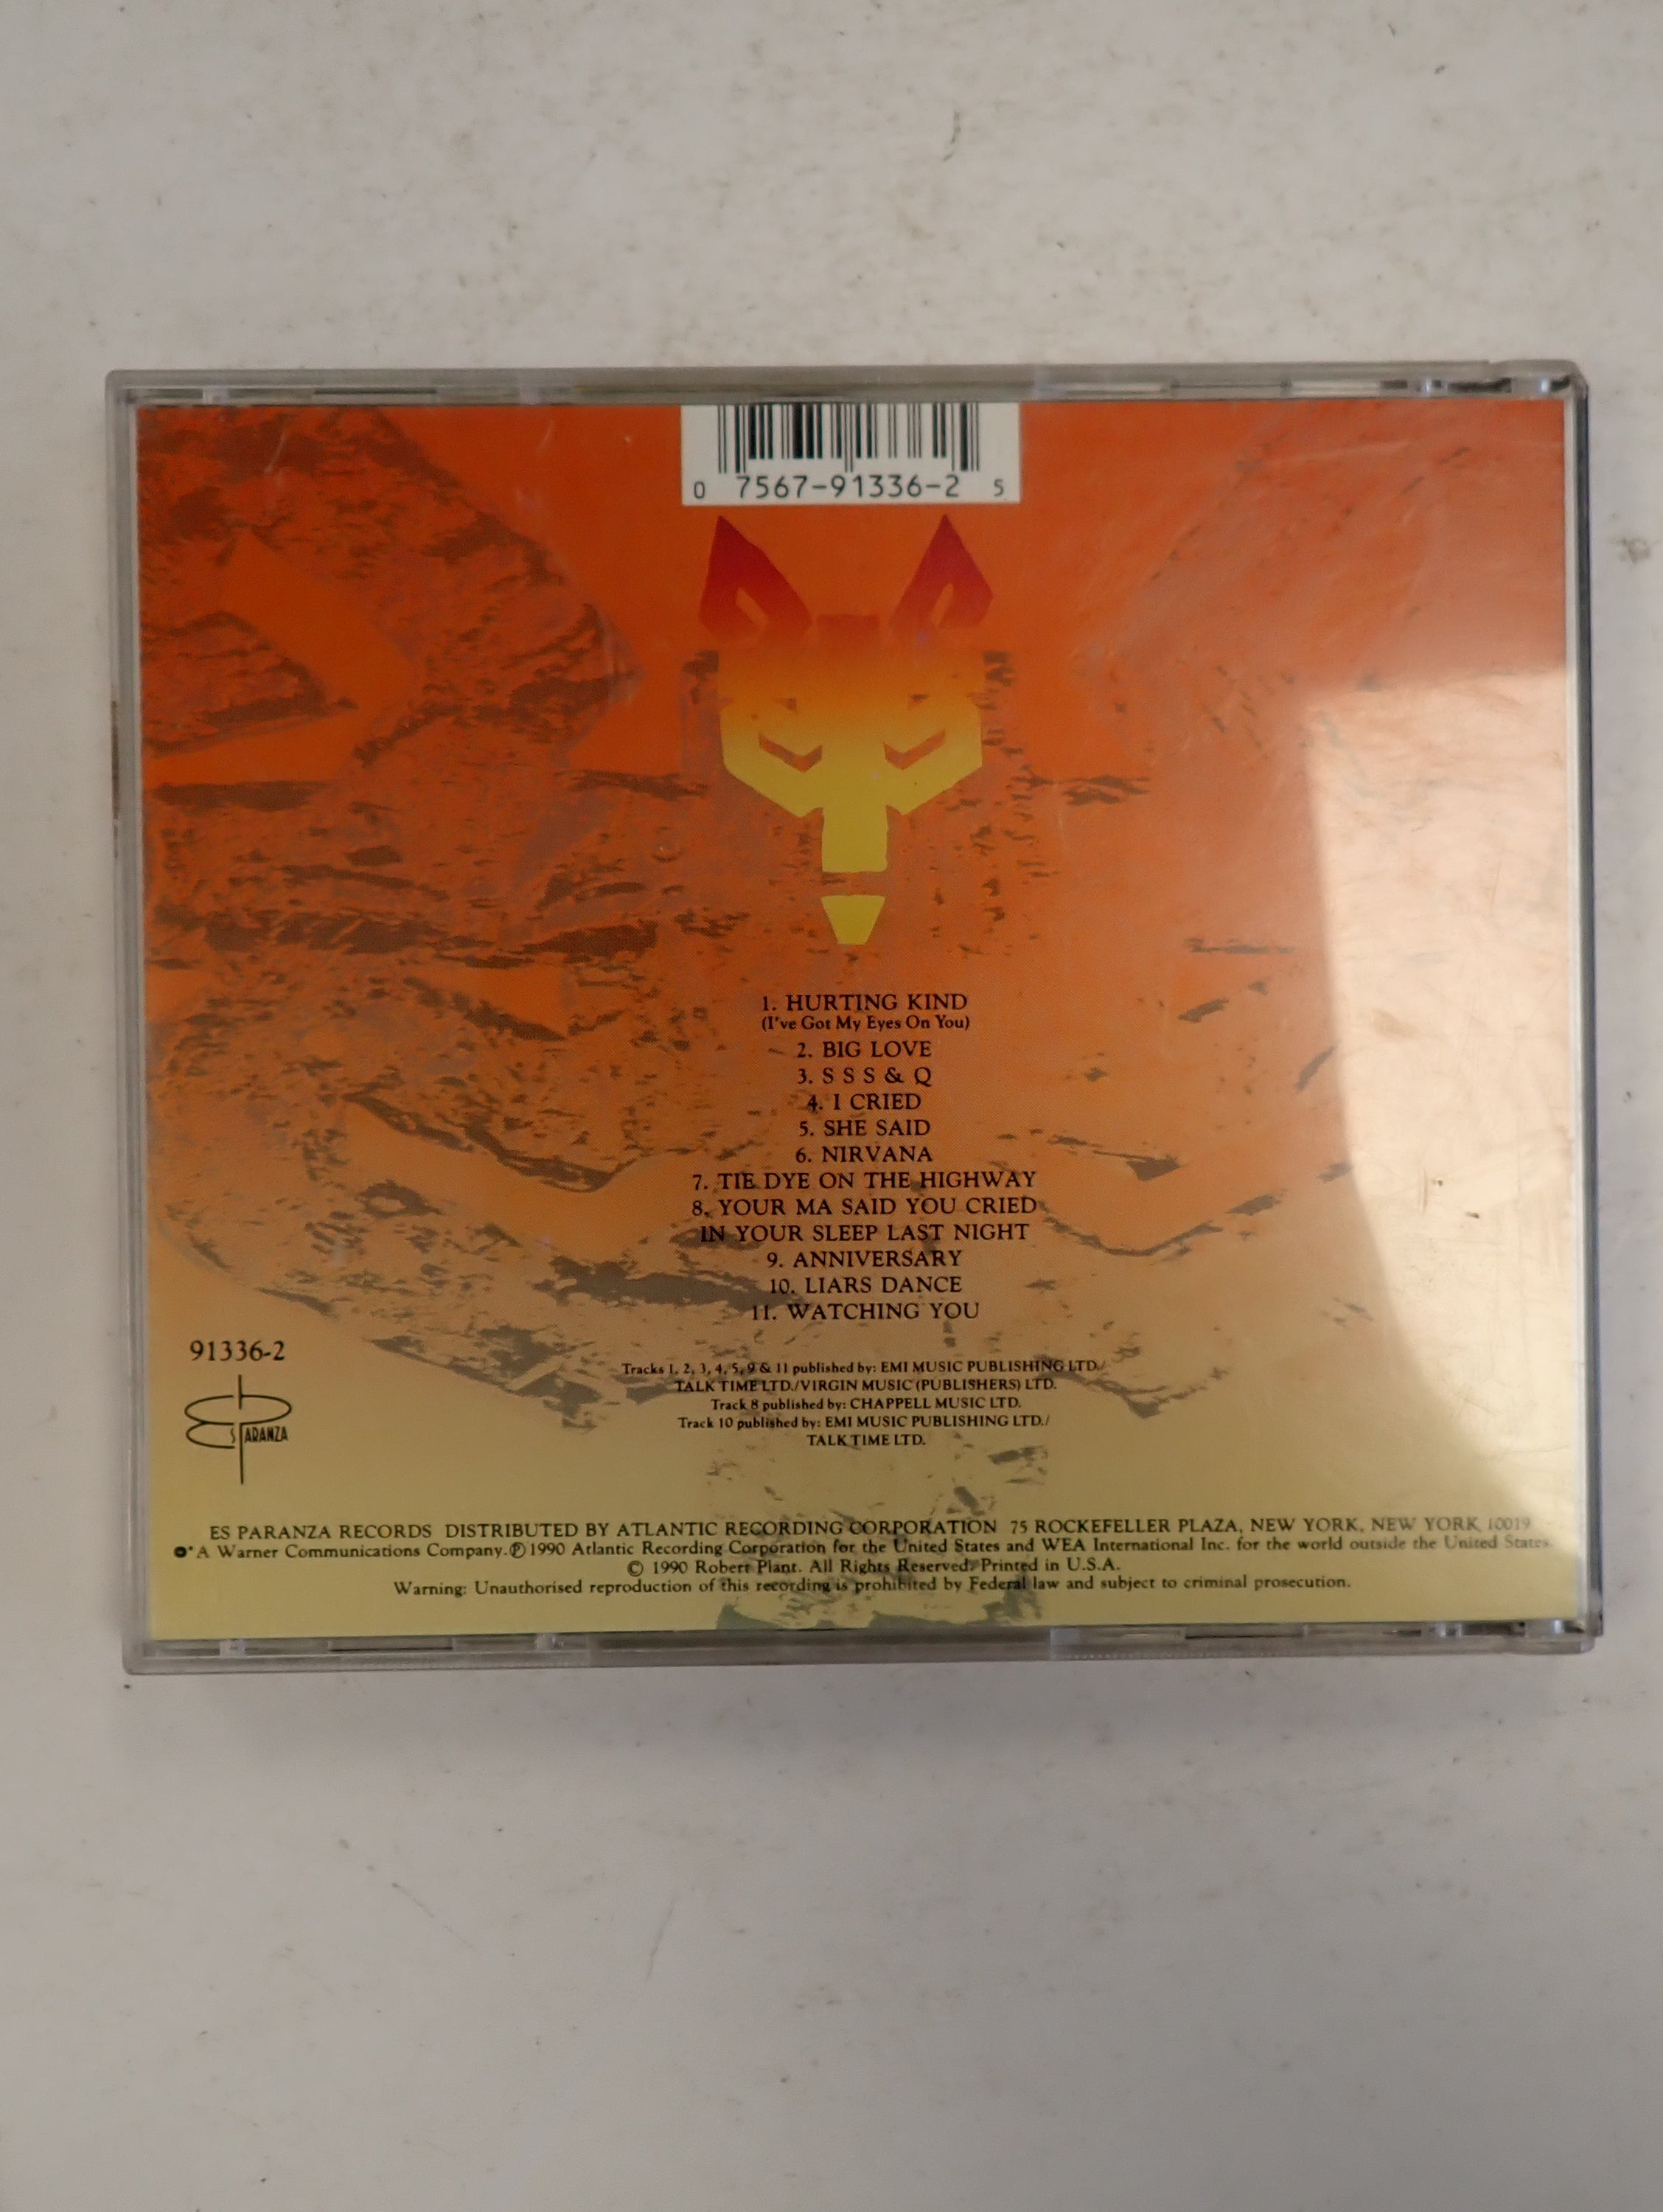 0 7567-91336-2 5
1. HURTING KIND
(I've Got My Eyes On You)
2. BIG LOVE
3. S S S & Q
4. I CRIED
5. SHE SAID
6. NIRVANA
7. TIE DYE ON THE HIGHWAY
8. YOUR MA SAID YOU CRIED
IN YOUR SLEEP LAST NIGHT
9. ANNIVERSARY
10. LIARS DANCE
11. WATCHING YOU
91336-2
ES PARANZA
Tracks 1, 2, 3, 4, 5, 9 & 11 published by: EMI MUSIC PUBLISHING LTD./
TALK TIME LTD./VIRGIN MUSIC (PUBLISHERS) LTD.
Track 8 published by: CHAPPELL MUSIC LTD.
Track 10 published by: EMI MUSIC PUBLISHING LTD./
TALK TIME LTD.
ES PARANZA RECORDS DISTRIBUTED BY ATLANTIC RECORDING CORPORATION 75 ROCKEFELLER PLAZA, NEW YORK, NEW YORK 10019
A Warner Communications Company. ℗ 1990 Atlantic Recording Corporation for the United States and WEA International Inc. for the world outside the United States.
© 1990 Robert Plant. All Rights Reserved. Printed in U.S.A.
Warning: Unauthorised reproduction of this recording is prohibited by Federal law and subject to criminal prosecution.